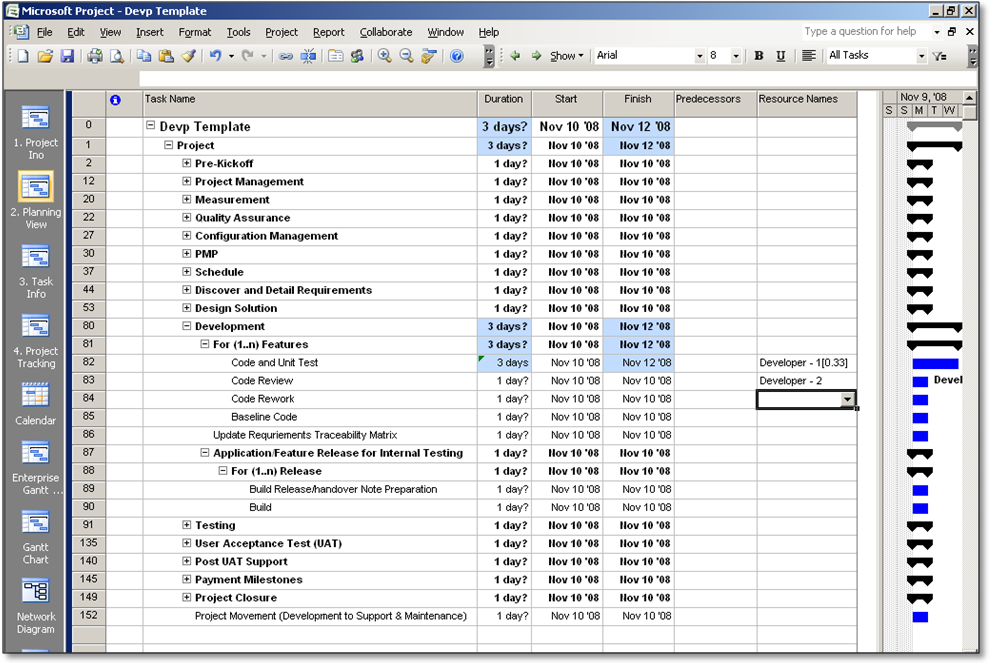 Microsoft Project - Devp Template
File Edit View Insert Format Tools Project Report Collaborate Window Help Type a question for help
Show Arial 8 B U All Tasks
Task Name Duration Start Finish Predecessors Resource Names Nov 9, '08
S S M T W
0 Devp Template 3 days? Nov 10 '08 Nov 12 '08
1 Project 3 days? Nov 10 '08 Nov 12 '08
2 Pre-Kickoff 1 day? Nov 10 '08 Nov 10 '08
12 Project Management 1 day? Nov 10 '08 Nov 10 '08
20 Measurement 1 day? Nov 10 '08 Nov 10 '08
22 Quality Assurance 1 day? Nov 10 '08 Nov 10 '08
27 Configuration Management 1 day? Nov 10 '08 Nov 10 '08
30 PMP 1 day? Nov 10 '08 Nov 10 '08
37 Schedule 1 day? Nov 10 '08 Nov 10 '08
44 Discover and Detail Requirements 1 day? Nov 10 '08 Nov 10 '08
53 Design Solution 1 day? Nov 10 '08 Nov 10 '08
80 Development 3 days? Nov 10 '08 Nov 12 '08
81 For (1..n) Features 3 days? Nov 10 '08 Nov 12 '08
82 Code and Unit Test 3 days Nov 10 '08 Nov 12 '08 Developer - 1[0.33]
83 Code Review 1 day? Nov 10 '08 Nov 10 '08 Developer - 2 Devel
84 Code Rework 1 day? Nov 10 '08 Nov 10 '08
85 Baseline Code 1 day? Nov 10 '08 Nov 10 '08
86 Update Requriements Traceability Matrix 1 day? Nov 10 '08 Nov 10 '08
87 Application/Feature Release for Internal Testing 1 day? Nov 10 '08 Nov 10 '08
88 For (1..n) Release 1 day? Nov 10 '08 Nov 10 '08
89 Build Release/handover Note Preparation 1 day? Nov 10 '08 Nov 10 '08
90 Build 1 day? Nov 10 '08 Nov 10 '08
91 Testing 1 day? Nov 10 '08 Nov 10 '08
135 User Acceptance Test (UAT) 1 day? Nov 10 '08 Nov 10 '08
140 Post UAT Support 1 day? Nov 10 '08 Nov 10 '08
145 Payment Milestones 1 day? Nov 10 '08 Nov 10 '08
149 Project Closure 1 day? Nov 10 '08 Nov 10 '08
152 Project Movement (Development to Support & Maintenance) 1 day? Nov 10 '08 Nov 10 '08
1. Project
Ino
2. Planning
View
3. Task
Info
4. Project
Tracking
Calendar
Enterprise
Gantt ...
Gantt
Chart
Network
Diagram